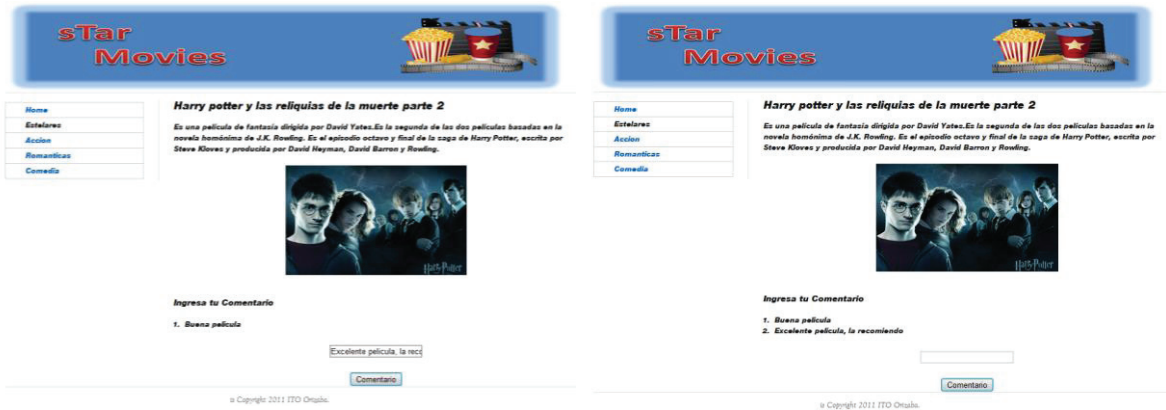 sTar
Movies
Home
Estelares
Accion
Romanticas
Comedia
Harry potter y las reliquias de la muerte parte 2
Es una película de fantasía dirigida por David Yates.Es la segunda de las dos películas basadas en la
novela homónima de J.K. Rowling. Es el episodio octavo y final de la saga de Harry Potter, escrita por
Steve Kloves y producida por David Heyman, David Barron y Rowling.
Harry Potter
Ingresa tu Comentario
1. Buena pelicula
Excelente pelicula, la reco
Comentario
Copyright 2011 ITO Orizaba.
sTar
Movies
Home
Estelares
Accion
Romanticas
Comedia
Harry potter y las reliquias de la muerte parte 2
Es una película de fantasía dirigida por David Yates.Es la segunda de las dos películas basadas en la
novela homónima de J.K. Rowling. Es el episodio octavo y final de la saga de Harry Potter, escrita por
Steve Kloves y producida por David Heyman, David Barron y Rowling.
Harry Potter
Ingresa tu Comentario
1. Buena pelicula
2. Excelente pelicula, la recomiendo
Comentario
Copyright 2011 ITO Orizaba.